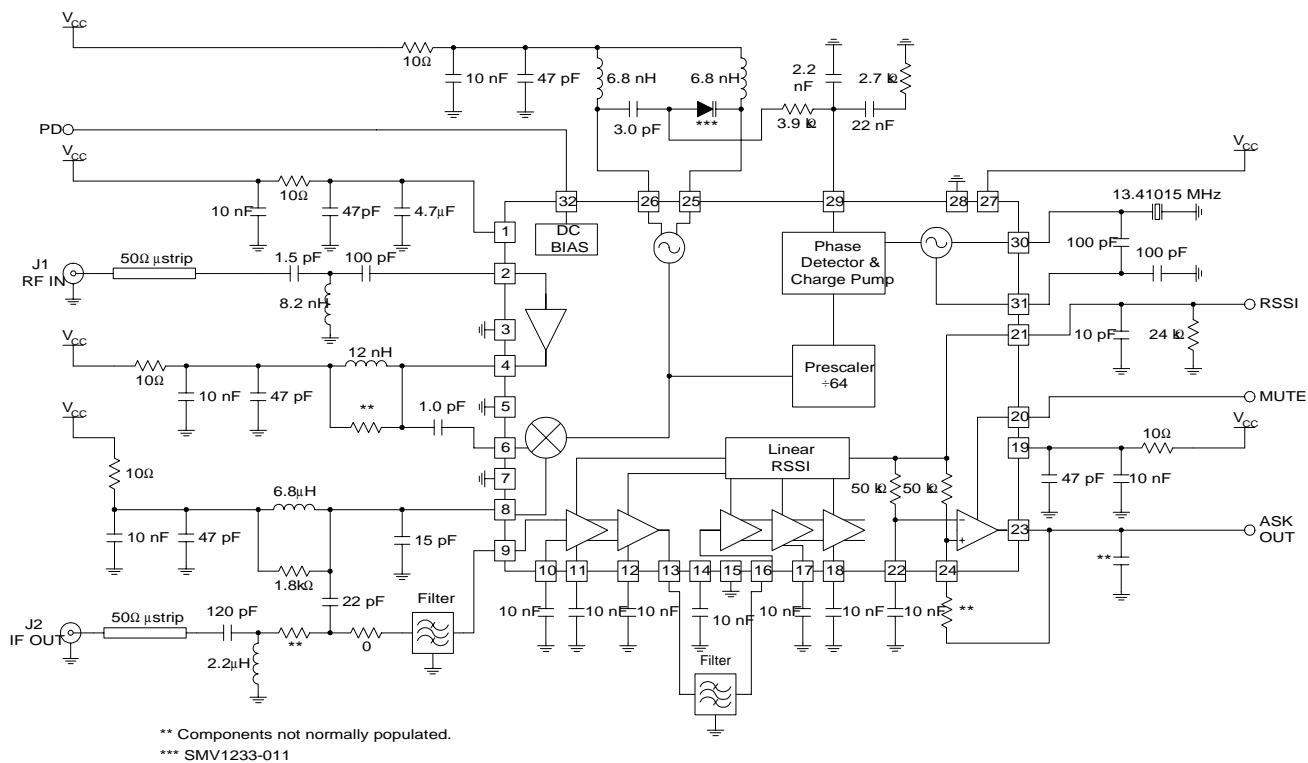 VCC
10Ω
10 nF
47 pF
6.8 nH
6.8 nH
3.0 pF
***
3.9 kΩ
2.2
nF
2.7 kΩ
22 nF
PD
VCC
10 nF
10Ω
47pF
4.7µF
1
32
DC
BIAS
26
25
29
28
27
VCC
Phase
Detector &
Charge Pump
30
31
13.41015 MHz
100 pF
100 pF
J1
RF IN
50Ω µstrip
1.5 pF
8.2 nH
100 pF
2
3
21
10 pF
24 kΩ
RSSI
VCC
10Ω
10 nF
47 pF
12 nH
**
1.0 pF
4
5
6
7
Prescaler
÷64
20
MUTE
19
47 pF
10 nF
10Ω
VCC
VCC
10Ω
10 nF
47 pF
6.8µH
1.8kΩ
15 pF
22 pF
8
9
Linear
RSSI
50 kΩ
50 kΩ
−
+
23
ASK
OUT
**
10
11
12
13
14
15
16
17
18
22
24
10 nF
10 nF
10 nF
10 nF
10 nF
10 nF
10 nF
**
J2
IF OUT
50Ω µstrip
120 pF
2.2µH
**
0
Filter
Filter
** Components not normally populated.
*** SMV1233-011